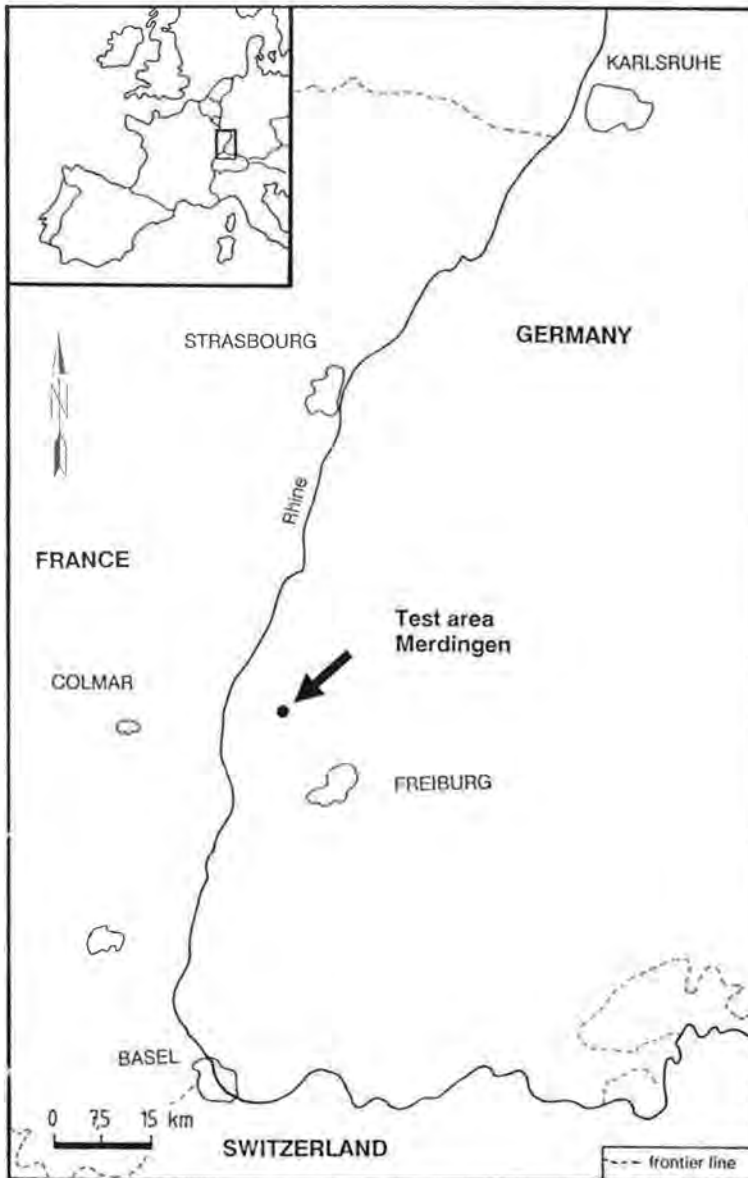 KARLSRUHE
STRASBOURG
GERMANY
N
Rhine
FRANCE
Test area
Merdingen
COLMAR
FREIBURG
BASEL
0 7,5 15 km
SWITZERLAND
frontier line